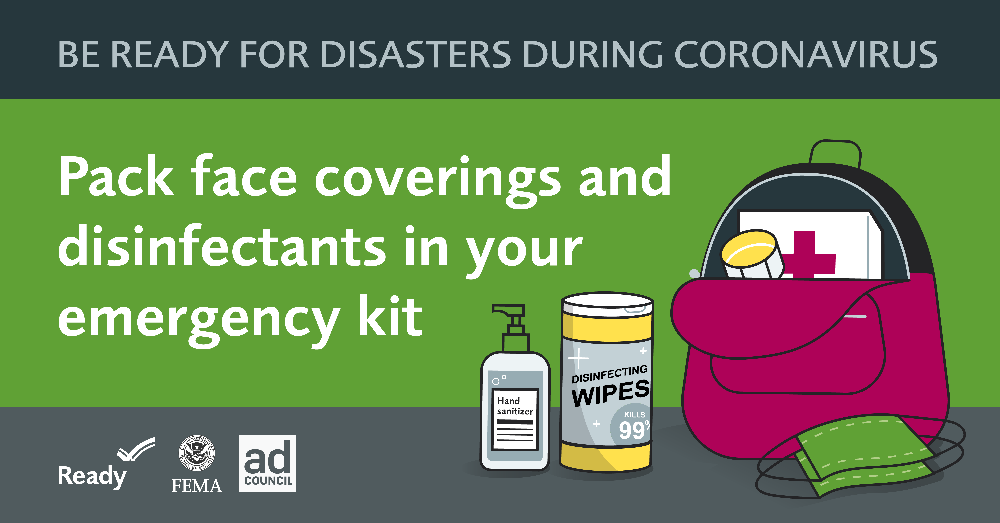 BE READY FOR DISASTERS DURING CORONAVIRUS
Pack face coverings and
disinfectants in your
emergency kit
Hand
sanitizer
DISINFECTING
WIPES
KILLS
99%
Ready
U.S. DEPARTMENT OF
HOMELAND SECURITY
FEMA
ad
COUNCIL